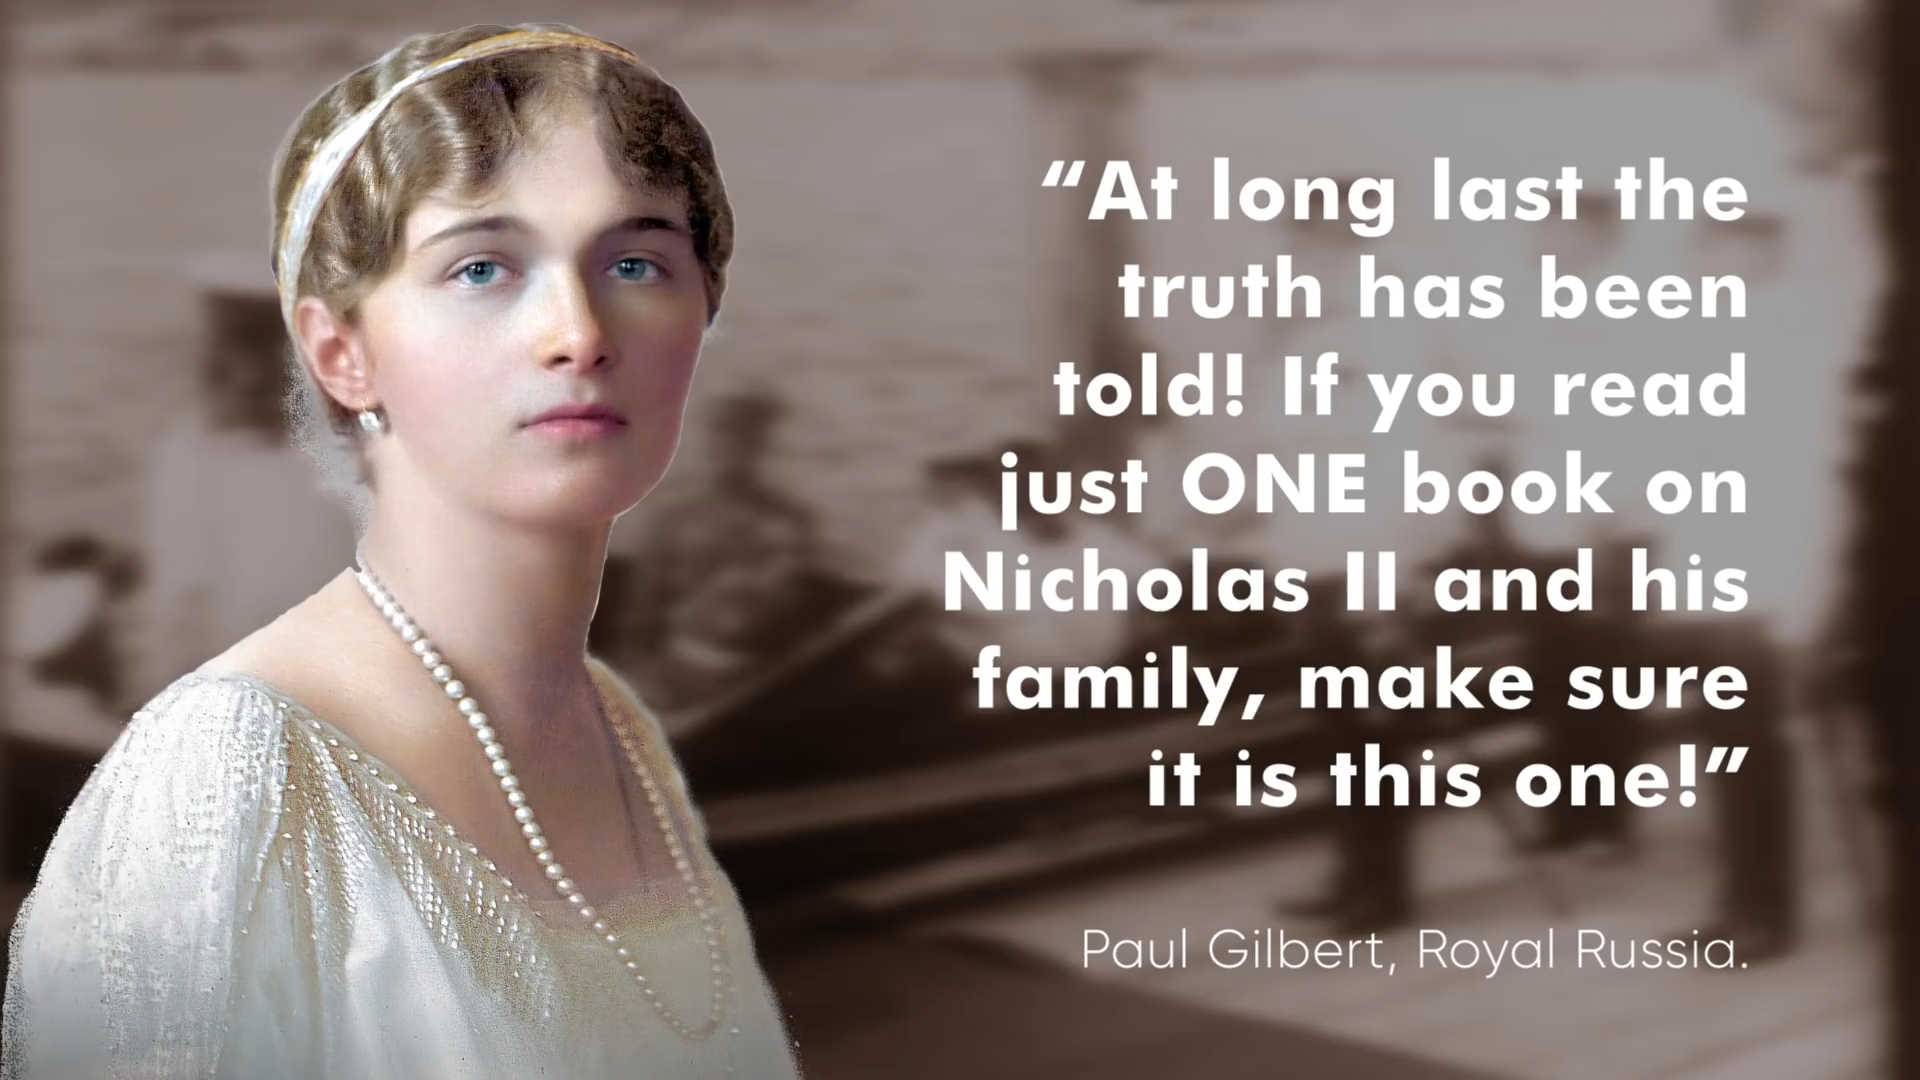 “At long last the
truth has been
told! If you read
just ONE book on
Nicholas II and his
family, make sure
it is this one!”
Paul Gilbert, Royal Russia.